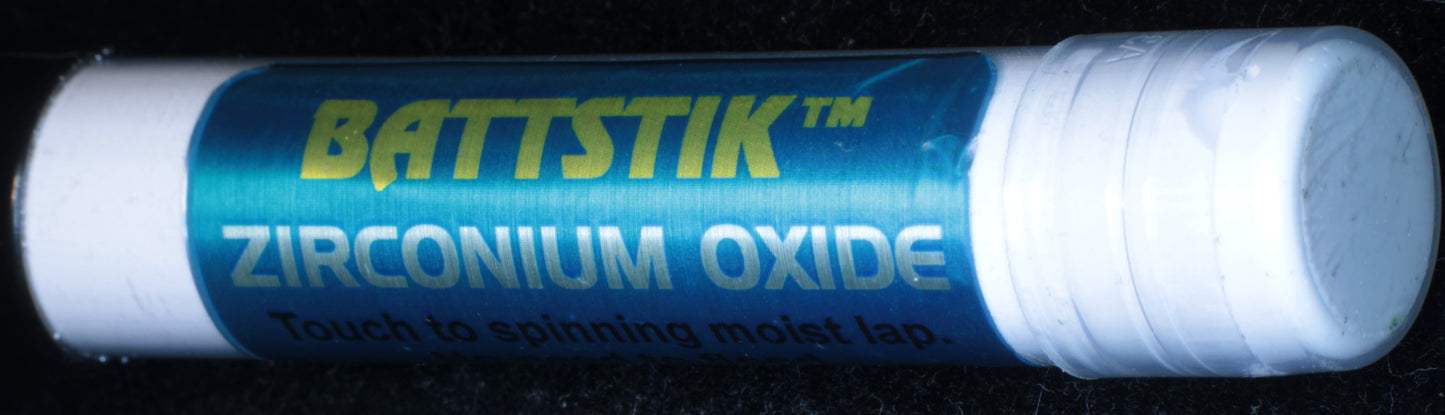 BATTSTIK™
ZIRCONIUM OXIDE
Touch to spinning moist lap.